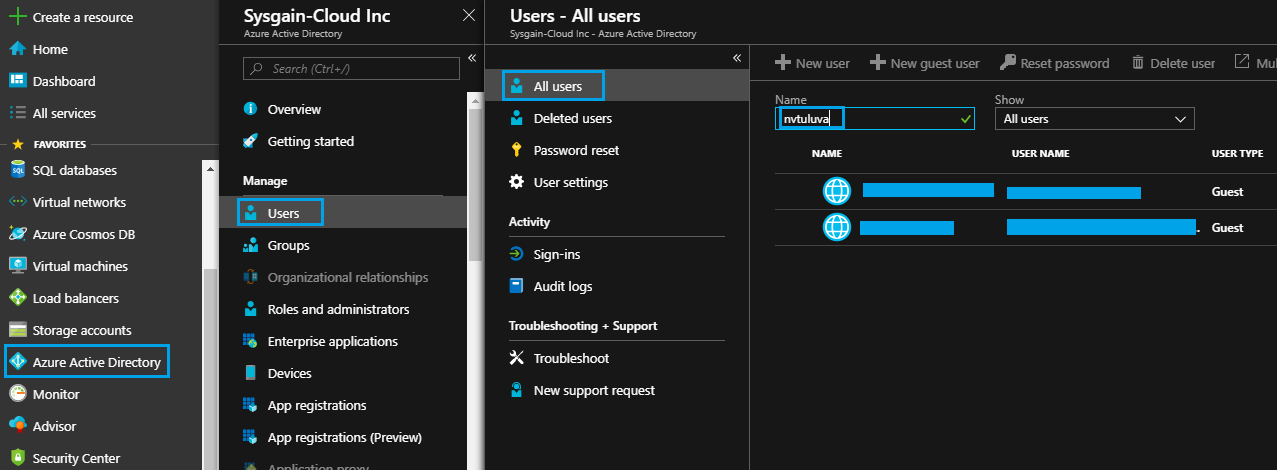 Create a resource
Home
Dashboard
All services
FAVORITES
SQL databases
Virtual networks
Azure Cosmos DB
Virtual machines
Load balancers
Storage accounts
Azure Active Directory
Monitor
Advisor
Security Center
Sysgain-Cloud Inc
Azure Active Directory
Search (Ctrl+/)
Overview
Getting started
Manage
Users
Groups
Organizational relationships
Roles and administrators
Enterprise applications
Devices
App registrations
App registrations (Preview)
Application proxy
Users - All users
Sysgain-Cloud Inc - Azure Active Directory
All users
Deleted users
Password reset
User settings
Activity
Sign-ins
Audit logs
Troubleshooting + Support
Troubleshoot
New support request
New user New guest user Reset password Delete user Mul
Name Show
nvtuluva All users
NAME USER NAME USER TYPE
Guest
. Guest